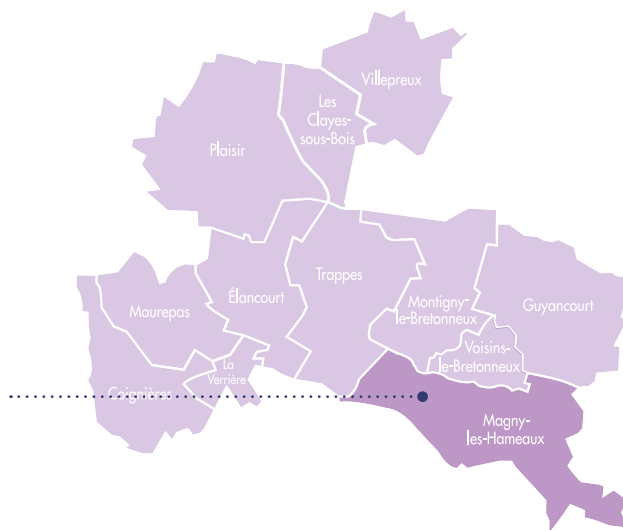 Villepreux
Les
Clayes-
sous-Bois
Plaisir
Élancourt
Trappes
Maurepas
Montigny-
le-Bretonneux
Guyancourt
Voisins-
le-Bretonneux
La
Verrière
Coignières
Magny-
les-Hameaux